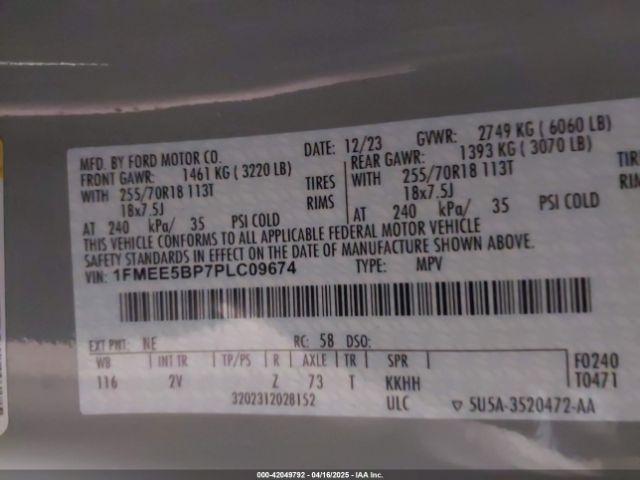 MFD. BY FORD MOTOR CO. DATE: 12/23 GVWR: 2749 KG ( 6060 LB)
FRONT GAWR: 1461 KG ( 3220 LB) REAR GAWR: 1393 KG ( 3070 LB)
WITH 255/70R18 113T TIRES WITH 255/70R18 113T TIRE
18x7.5J RIMS 18x7.5J RIM
AT 240 kPa/ 35 PSI COLD AT 240 kPa/ 35 PSI COLD
THIS VEHICLE CONFORMS TO ALL APPLICABLE FEDERAL MOTOR VEHICLE
SAFETY STANDARDS IN EFFECT ON THE DATE OF MANUFACTURE SHOWN ABOVE.
VIN: 1FMEE5BP7PLC09674 TYPE: MPV
EXT PNT: NE RC: 58 DSO:
WB INT TR TP/PS R AXLE TR SPR F0240
116 2V Z 73 T KKHH T0471
3202312028152 ULC ▽ 5U5A-3520472-AA
000-42049792 - 04/16/2025 - IAA Inc.